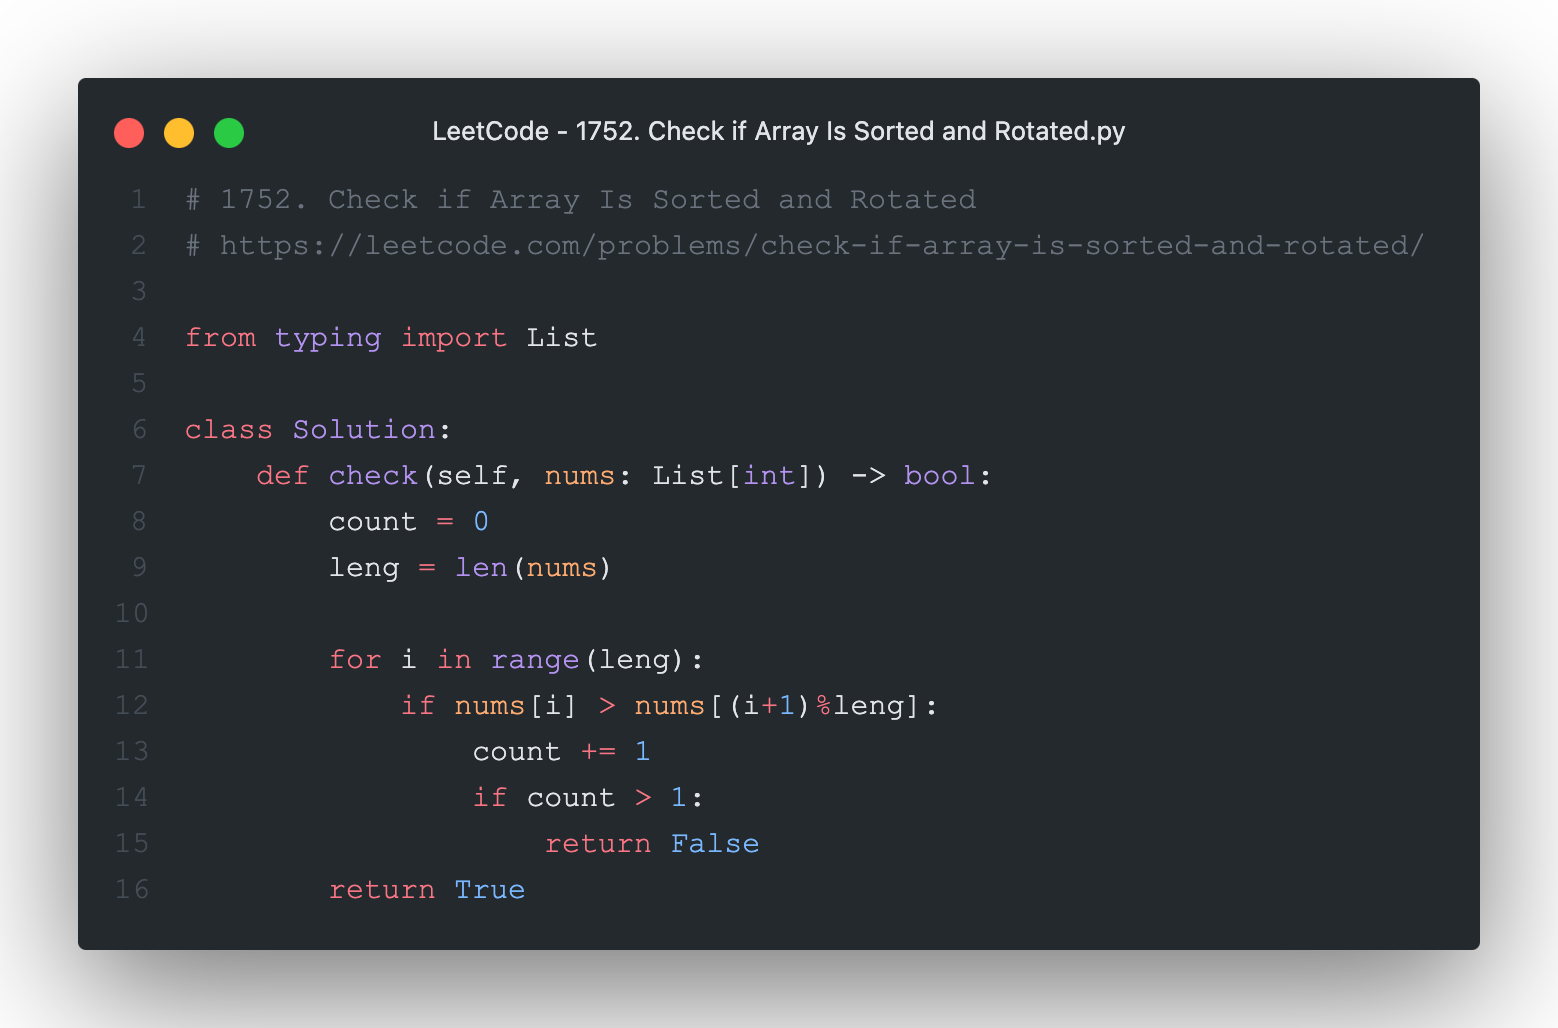 LeetCode - 1752. Check if Array Is Sorted and Rotated.py
1 # 1752. Check if Array Is Sorted and Rotated
2 # https://leetcode.com/problems/check-if-array-is-sorted-and-rotated/
3
4 from typing import List
5
6 class Solution:
7     def check(self, nums: List[int]) -> bool:
8         count = 0
9         leng = len(nums)
10
11         for i in range(leng):
12             if nums[i] > nums[(i+1)%leng]:
13                 count += 1
14                 if count > 1:
15                     return False
16         return True